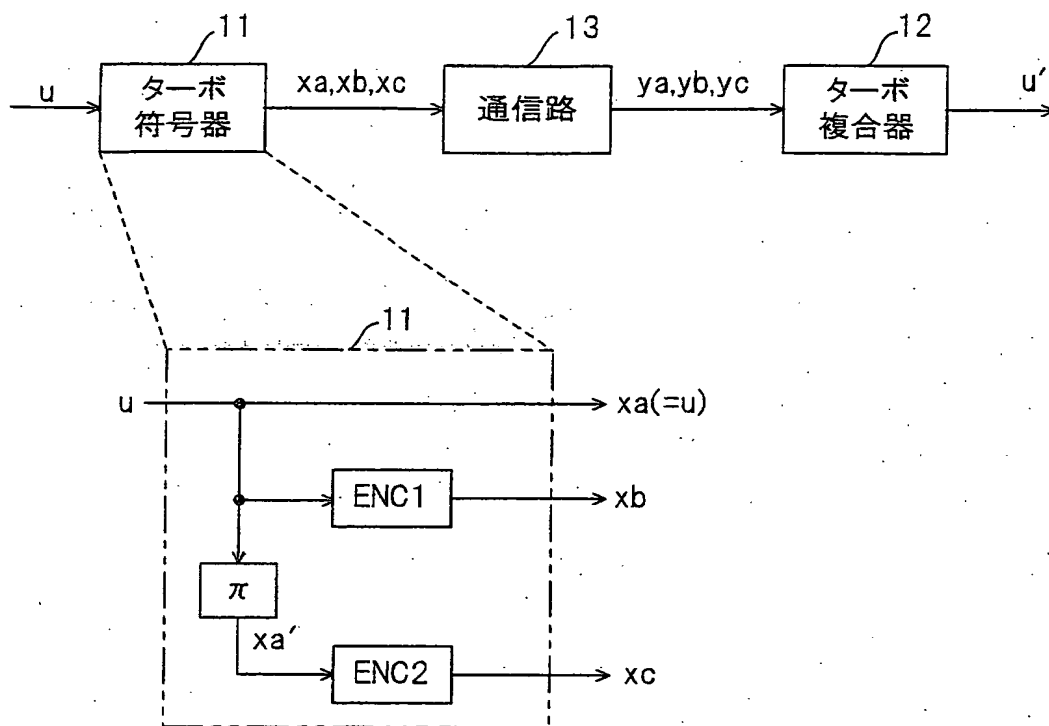 11
13
12
u
ターボ
符号器
xa,xb,xc
通信路
ya,yb,yc
ターボ
複合器
u'
11
u
xa(=u)
ENC1
xb
π
xa'
ENC2
xc